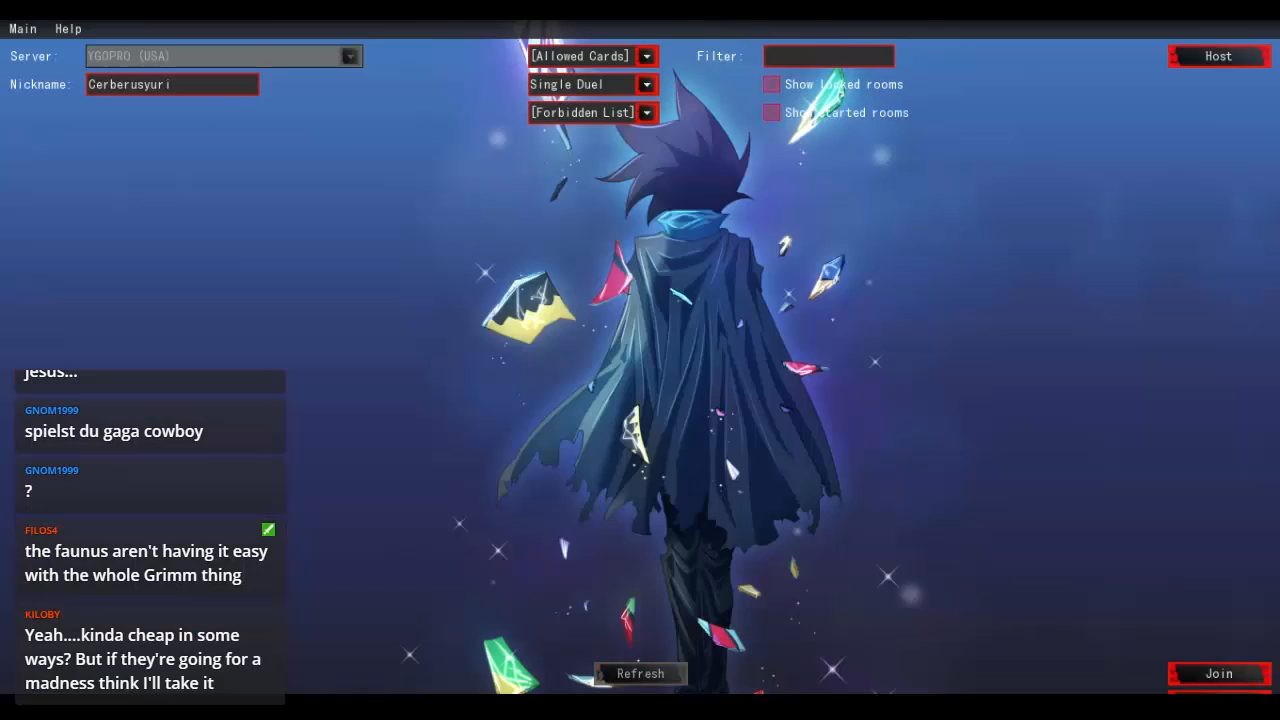 Main Help
Server: YGOPRO (USA)
[Allowed Cards]
Filter:
Host
Nickname: Cerberusyuri
Single Duel
Show locked rooms
[Forbidden List]
Show started rooms
jesus...
GNOM1999
spielst du gaga cowboy
GNOM1999
?
FILOS4
the faunus aren't having it easy
with the whole Grimm thing
KILOBY
Yeah....kinda cheap in some
ways? But if they're going for a
madness think I'll take it
Refresh
Join